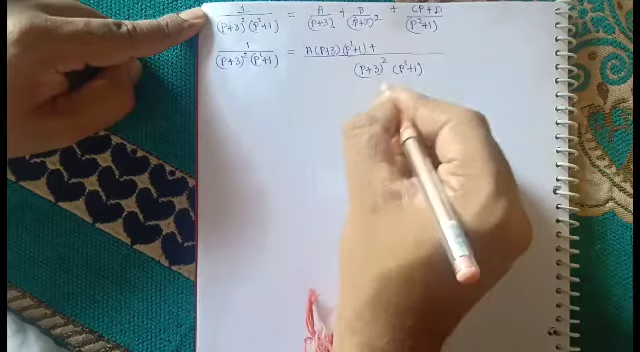 1/((P+3)²(P²+1)) = A/(P+3) + B/(P+3)² + (CP+D)/(P²+1)
1/((P+3)²(P²+1)) = A(P+3)(P²+1) + /((P+3)²(P²+1))